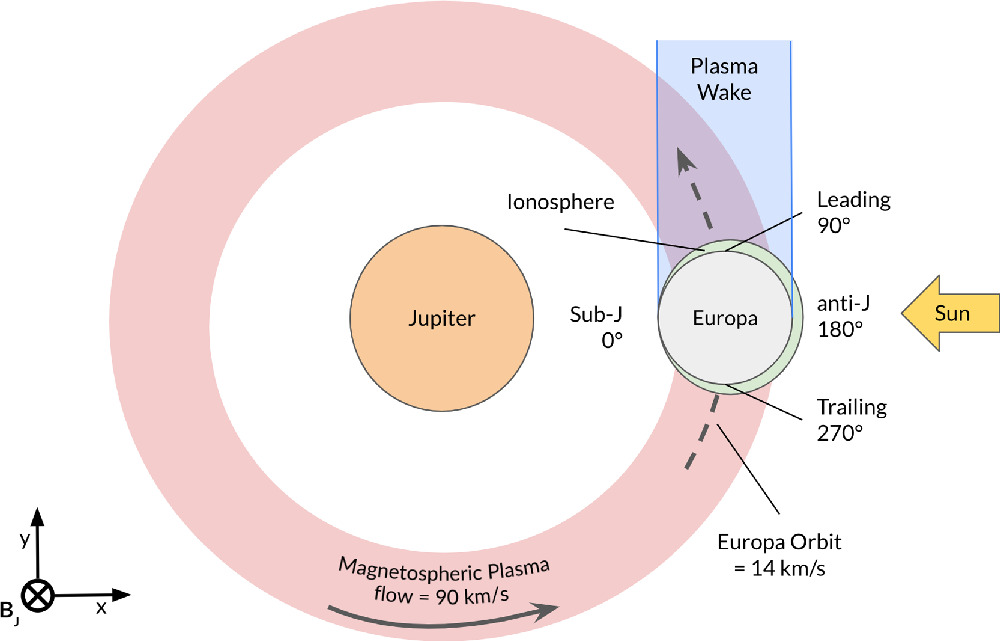 Plasma
Wake
Ionosphere
Leading
90°
Jupiter
Sub-J
0°
Europa
anti-J
180°
Sun
Trailing
270°
Europa Orbit
= 14 km/s
Magnetospheric Plasma
flow = 90 km/s
y
x
BJ